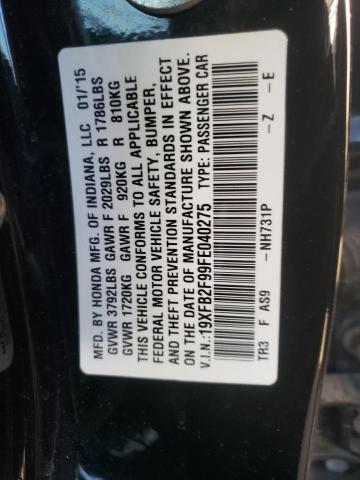 MFD. BY HONDA MFG. OF INDIANA, LLC 01/'15
GVWR 3792LBS GAWR F 2029LBS R 1786LBS
GVWR 1720KG GAWR F 920KG R 810KG
THIS VEHICLE CONFORMS TO ALL APPLICABLE
FEDERAL MOTOR VEHICLE SAFETY, BUMPER,
AND THEFT PREVENTION STANDARDS IN EFFECT
ON THE DATE OF MANUFACTURE SHOWN ABOVE.
V.I.N.:19XFB2F99FE040275 TYPE: PASSENGER CAR
TR3 F AS9 -NH731P -Z -E